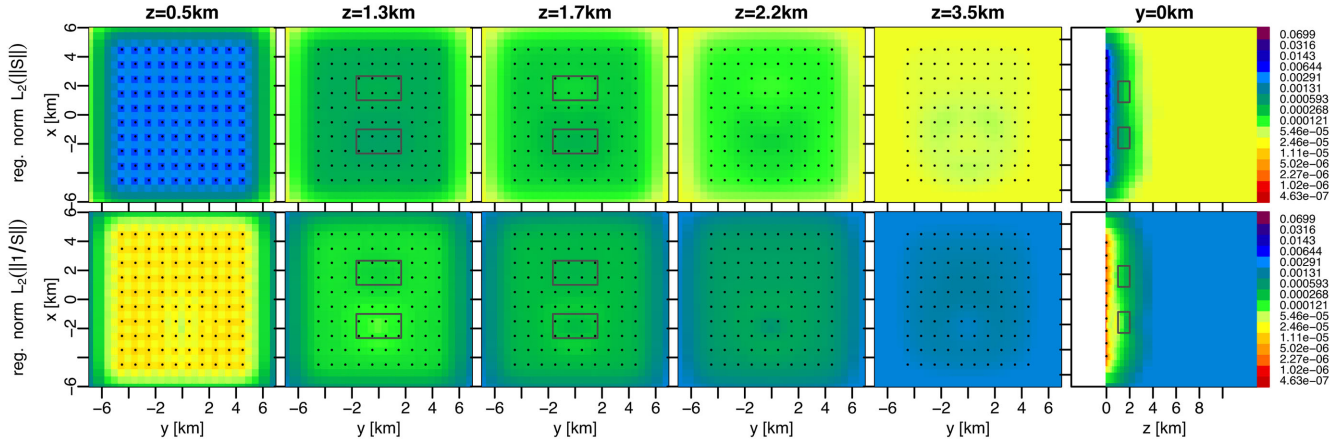 z=0.5km z=1.3km z=1.7km z=2.2km z=3.5km y=0km
reg. norm L₂(||S||)
x [km]
6
4
2
0
−2
−4
6
0.0699
0.0316
0.0143
0.00644
0.00291
0.00131
0.000593
0.000268
0.000121
5.46e−05
2.46e−05
1.11e−05
5.02e−06
2.27e−06
1.02e−06
4.63e−07
reg. norm L₂(||1/S||)
x [km]
6
4
2
0
−2
−4
−6
0.0699
0.0316
0.0143
0.00644
0.00291
0.00131
0.000593
0.000268
0.000121
5.46e−05
2.46e−05
1.11e−05
5.02e−06
2.27e−06
1.02e−06
4.63e−07
−6 −2 2 4 6 −6 −2 2 4 6 −6 −2 2 4 6 −6 −2 2 4 6 −6 −2 2 4 6 0 2 4 6 8
y [km] y [km] y [km] y [km] y [km] z [km]